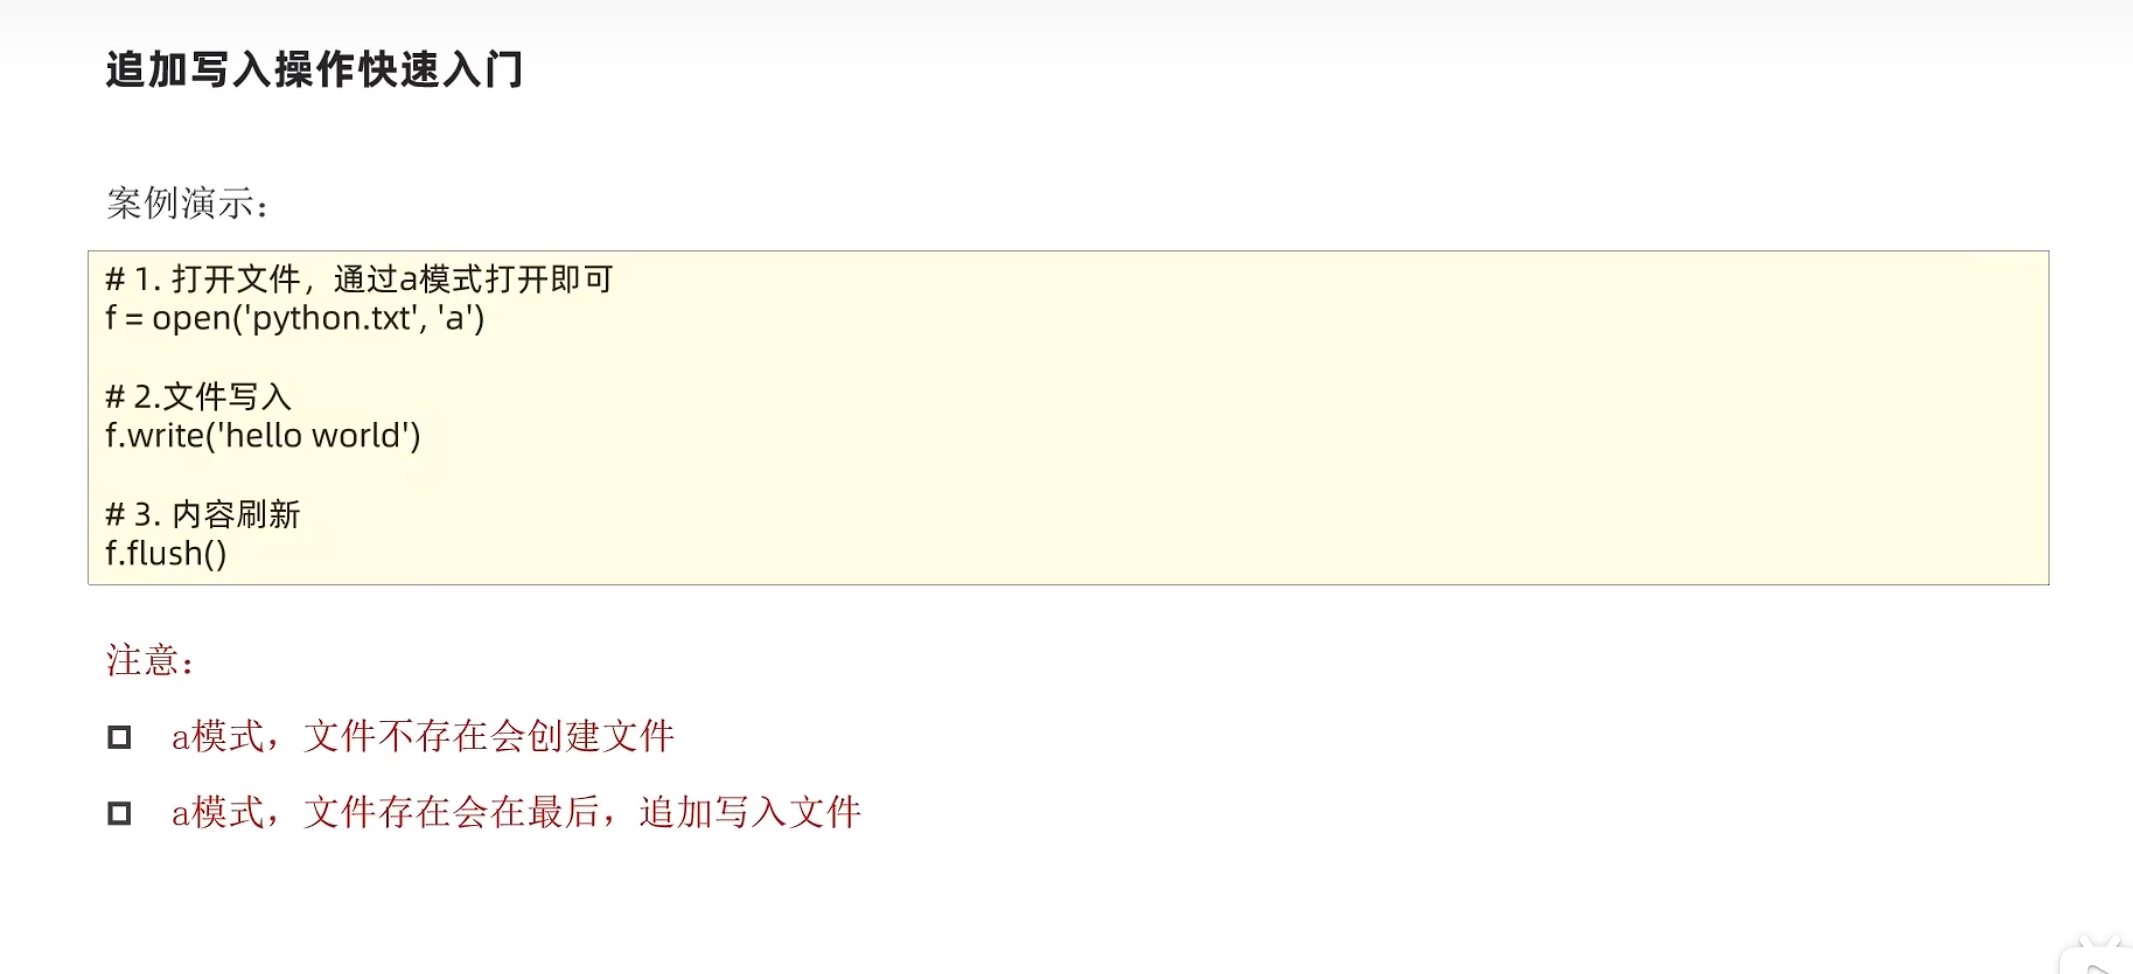 追加写入操作快速入门
案例演示：
# 1. 打开文件，通过a模式打开即可
f = open('python.txt', 'a')
# 2.文件写入
f.write('hello world')
# 3. 内容刷新
f.flush()
注意：
a模式，文件不存在会创建文件
a模式，文件存在会在最后，追加写入文件